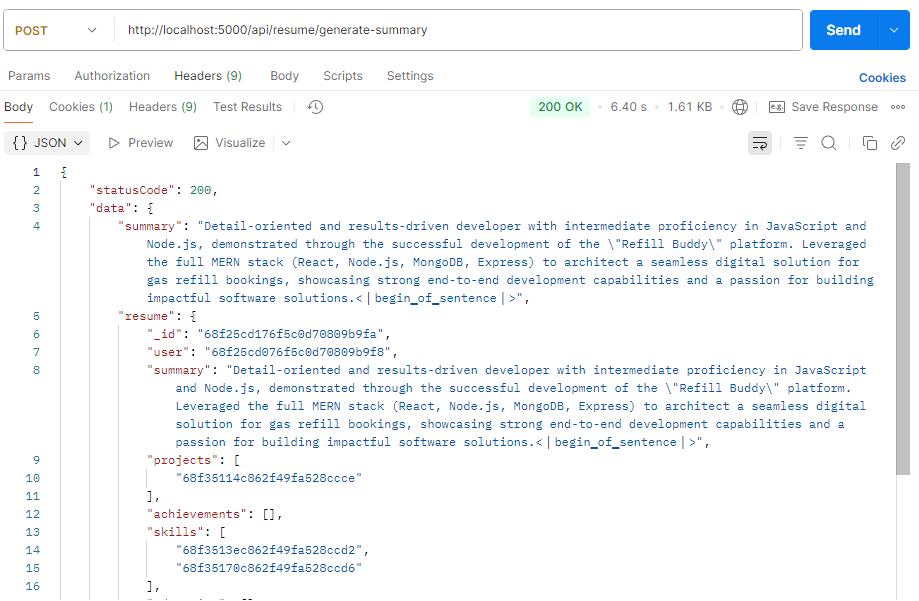 POST http://localhost:5000/api/resume/generate-summary Send
Params Authorization Headers (9) Body Scripts Settings Cookies
Body Cookies (1) Headers (9) Test Results 200 OK • 6.40 s • 1.61 KB • e.g. Save Response
{} JSON Preview Visualize
1 {
2 "statusCode": 200,
3 "data": {
4 "summary": "Detail-oriented and results-driven developer with intermediate proficiency in JavaScript and
Node.js, demonstrated through the successful development of the \"Refill Buddy\" platform. Leveraged
the full MERN stack (React, Node.js, MongoDB, Express) to architect a seamless digital solution for
gas refill bookings, showcasing strong end-to-end development capabilities and a passion for building
impactful software solutions.<|begin_of_sentence|>",
5 "resume": {
6 "_id": "68f25cd176f5c0d70809b9fa",
7 "user": "68f25cd076f5c0d70809b9f8",
8 "summary": "Detail-oriented and results-driven developer with intermediate proficiency in JavaScript
and Node.js, demonstrated through the successful development of the \"Refill Buddy\" platform.
Leveraged the full MERN stack (React, Node.js, MongoDB, Express) to architect a seamless digital
solution for gas refill bookings, showcasing strong end-to-end development capabilities and a
passion for building impactful software solutions.<|begin_of_sentence|>",
9 "projects": [
10 "68f35114c862f49fa528ccce"
11 ],
12 "achievements": [],
13 "skills": [
14 "68f3513ec862f49fa528ccd2",
15 "68f35170c862f49fa528ccd6"
16 ],